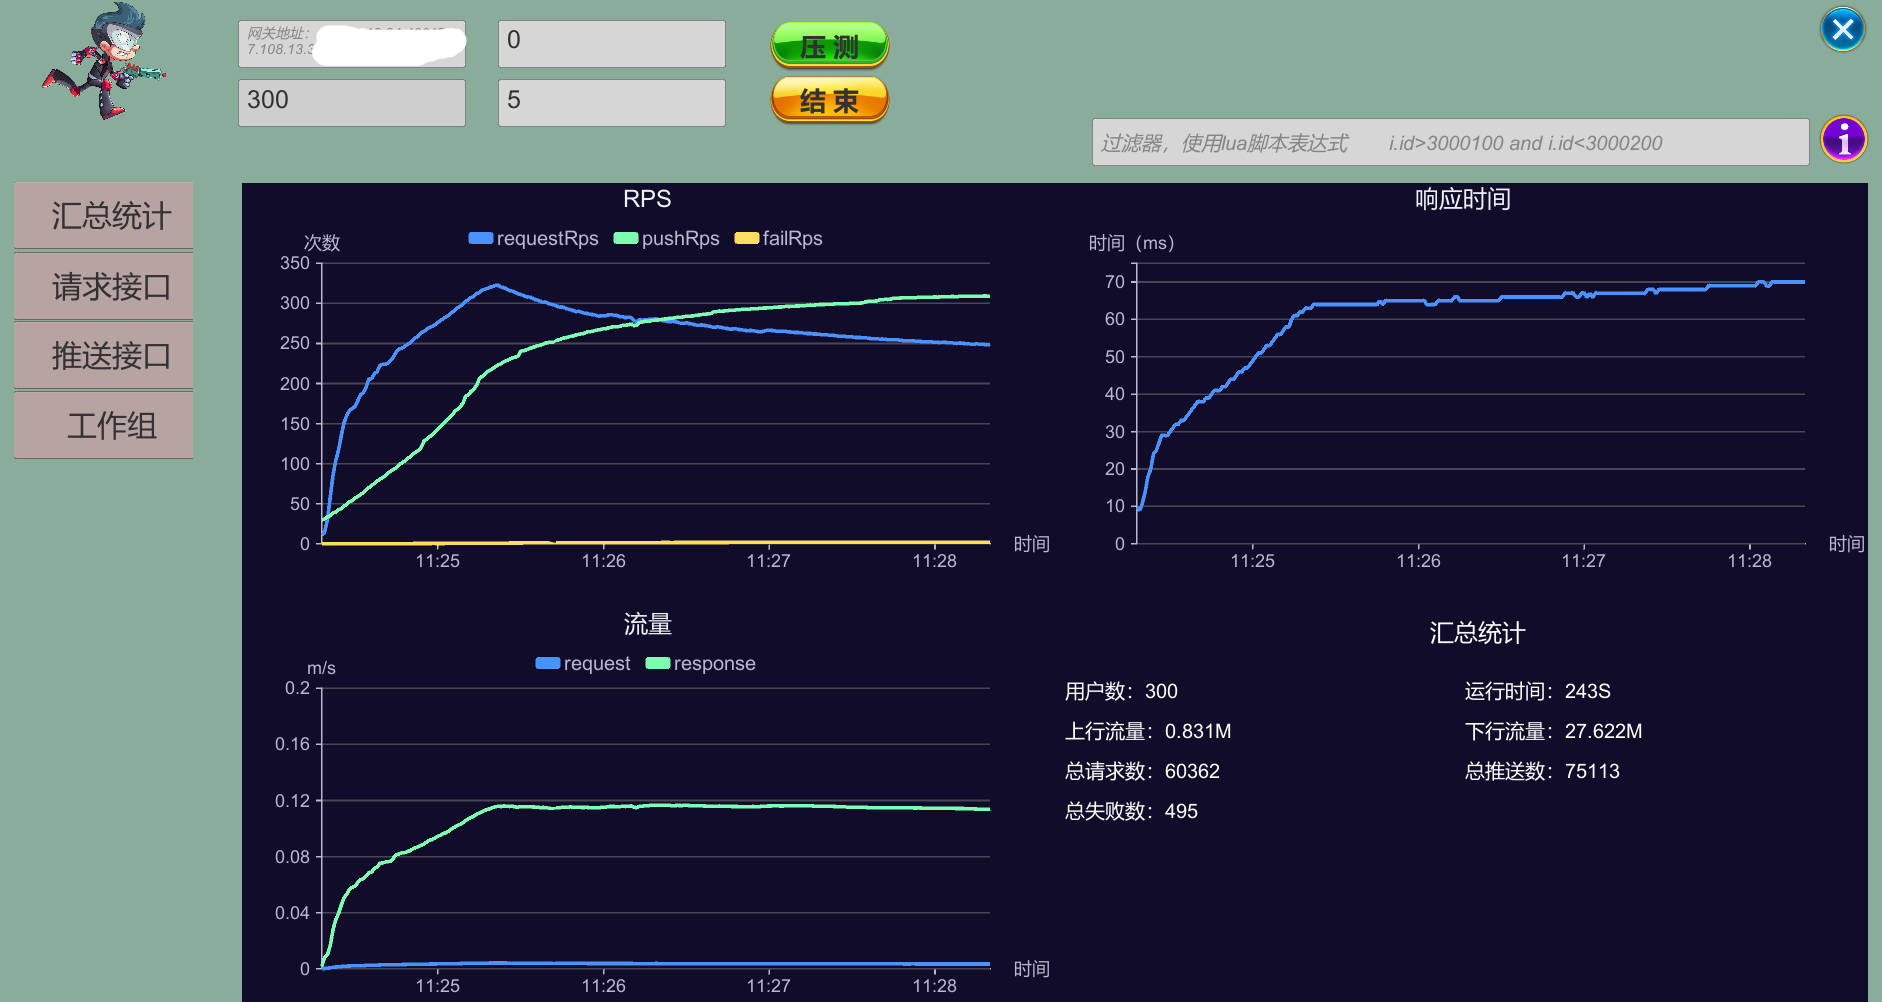 网关地址：
7.108.13.3
0
压 测
300
5
结 束
过滤器，使用lua脚本表达式 i.id>3000100 and i.id<3000200
i
汇总统计
请求接口
推送接口
工作组
RPS
次数
requestRps pushRps failRps
350
300
250
200
150
100
50
0
11:25 11:26 11:27 11:28
时间
响应时间
时间（ms）
70
60
50
40
30
20
10
0
11:25 11:26 11:27 11:28
时间
流量
m/s
request response
0.2
0.16
0.12
0.08
0.04
0
11:25 11:26 11:27 11:28
时间
汇总统计
用户数：300 运行时间：243S
上行流量：0.831M 下行流量：27.622M
总请求数：60362 总推送数：75113
总失败数：495